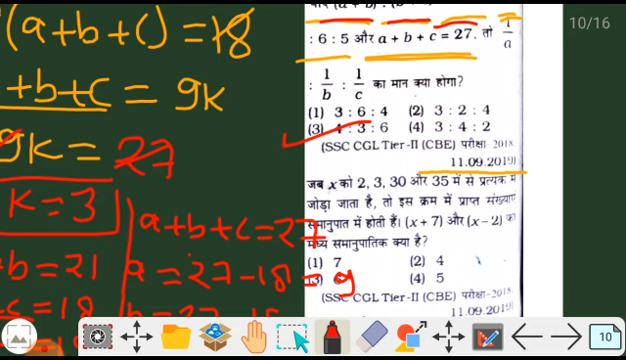 (a+b+c) = 18
+b+c = 9K
9K = 27
K = 3
+b = 21
-c = 18
a+b+c = 27
a = 27-18 = 9
: 6 : 5 और a + b + c = 27. तो 1/a
: 1/b : 1/c का मान क्या होगा?
(1) 3 : 6 : 4 (2) 3 : 2 : 4
(3) 4 : 3 : 6 (4) 3 : 4 : 2
(SSC CGL Tier-II (CBE) परीक्षा-2018
11.09.2019)
जब x को 2, 3, 30 और 35 में से प्रत्येक में
जोड़ा जाता है, तो इस क्रम में प्राप्त संख्याएं
समानुपात में होती हैं। (x + 7) और (x – 2) का
मध्य समानुपातिक क्या है?
(1) 7 (2) 4
(3) 6 (4) 5
(SSC CGL Tier-II (CBE) परीक्षा-2018
11.09.2019)
10/16
10